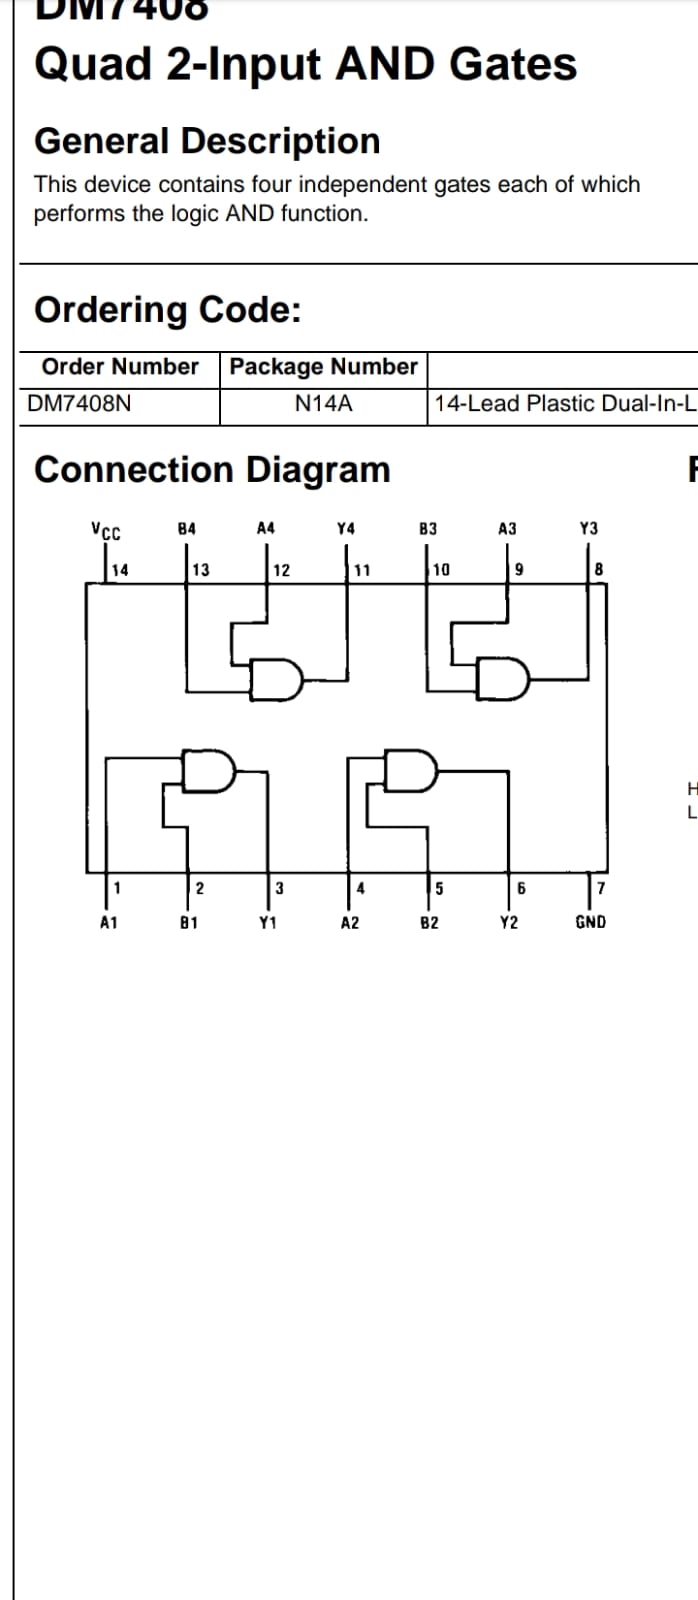 DM7408
Quad 2-Input AND Gates
General Description
This device contains four independent gates each of which
performs the logic AND function.
Ordering Code:
Order Number Package Number
DM7408N N14A 14-Lead Plastic Dual-In-L
Connection Diagram
VCC B4 A4 Y4 B3 A3 Y3
14 13 12 11 10 9 8
1 2 3 4 5 6 7
A1 B1 Y1 A2 B2 Y2 GND